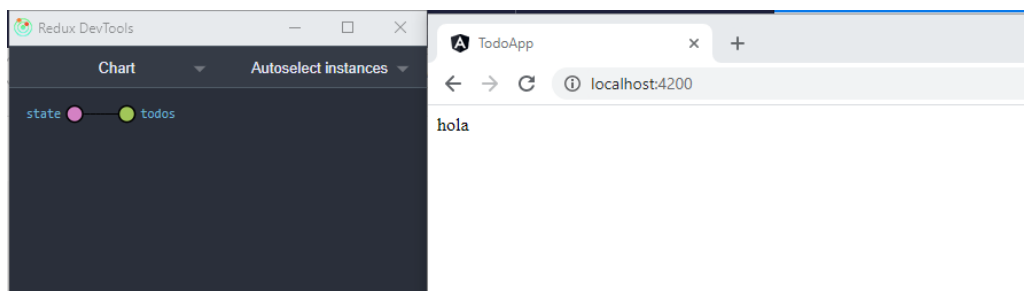 Redux DevTools
Chart
Autoselect instances
state todos
TodoApp
localhost:4200
hola